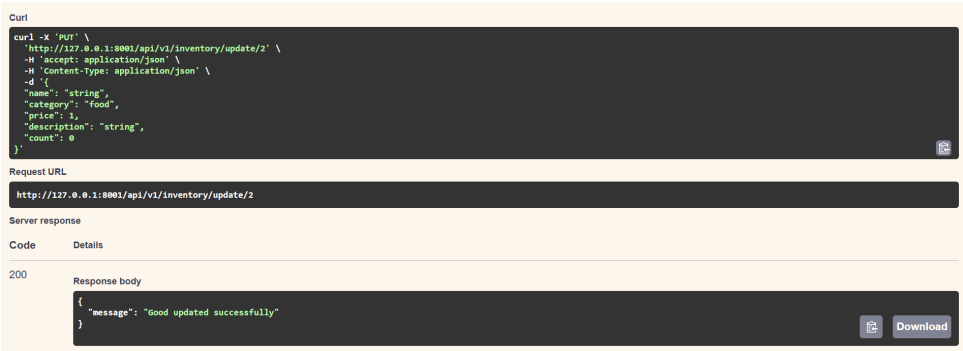 Curl
curl -X 'PUT' \
  'http://127.0.0.1:8001/api/v1/inventory/update/2' \
  -H 'accept: application/json' \
  -H 'Content-Type: application/json' \
  -d '{
  "name": "string",
  "category": "food",
  "price": 1,
  "description": "string",
  "count": 0
}'
Request URL
http://127.0.0.1:8001/api/v1/inventory/update/2
Server response
Code Details
200
Response body
{
  "message": "Good updated successfully"
}
Download